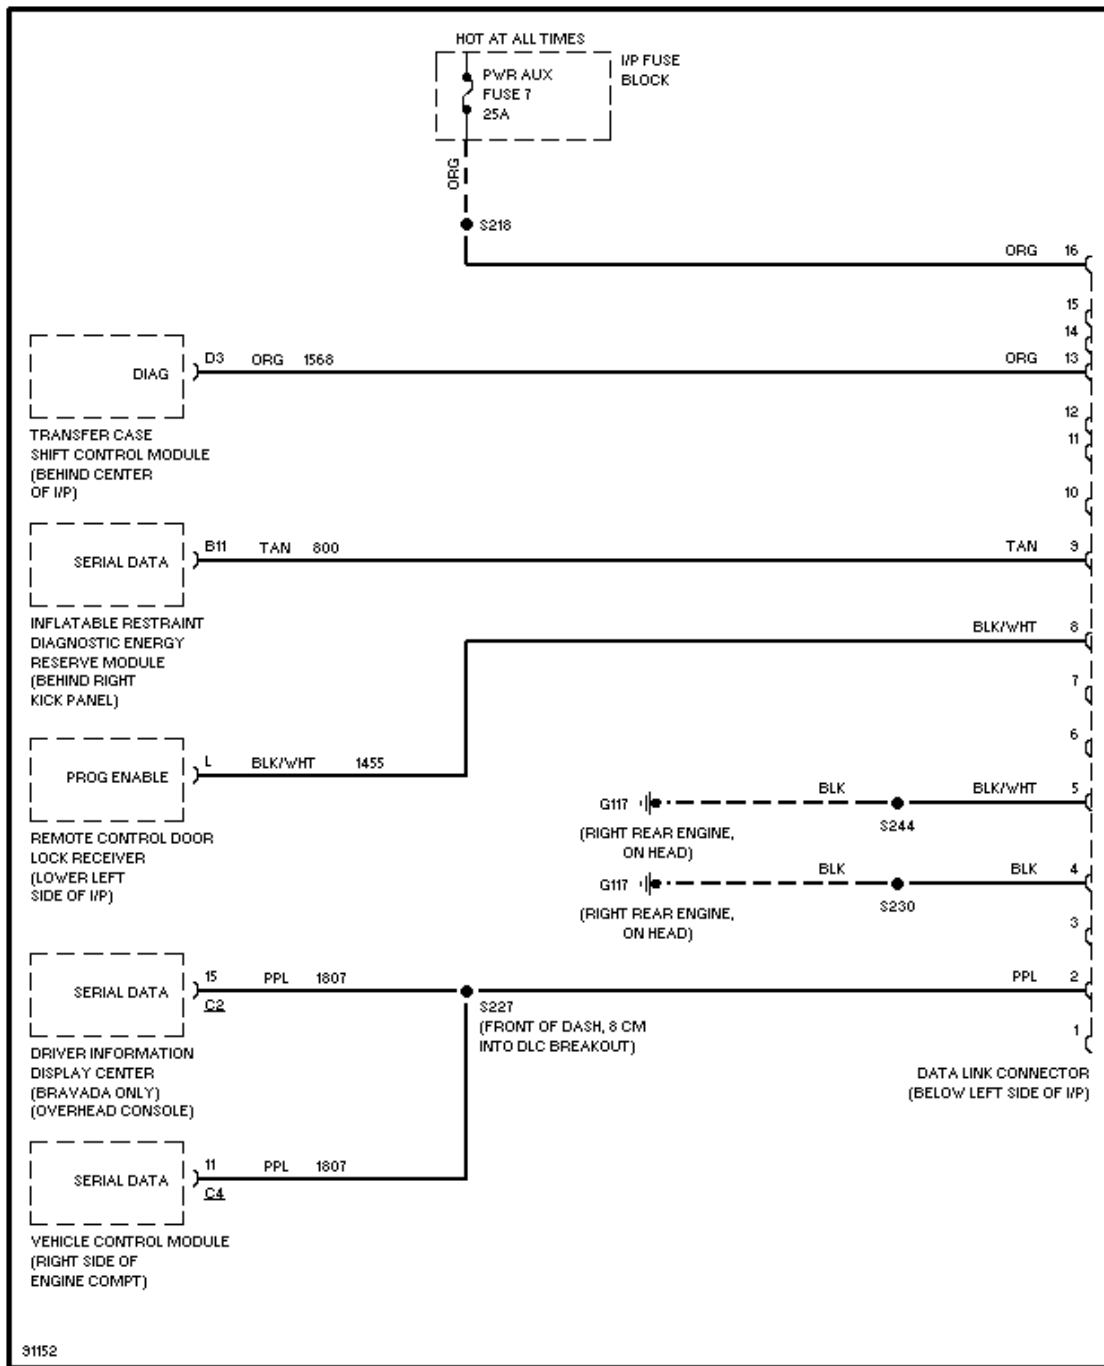 HOT AT ALL TIMES
PWR AUX
FUSE 7
25A
I/P FUSE
BLOCK
ORG
S218
ORG 16
15
14
DIAG
D3 ORG 1568
ORG 13
TRANSFER CASE
SHIFT CONTROL MODULE
(BEHIND CENTER
OF I/P)
12
11
10
SERIAL DATA
B11 TAN 800
TAN 9
INFLATABLE RESTRAINT
DIAGNOSTIC ENERGY
RESERVE MODULE
(BEHIND RIGHT
KICK PANEL)
BLK/WHT 8
7
6
PROG ENABLE
L BLK/WHT 1455
REMOTE CONTROL DOOR
LOCK RECEIVER
(LOWER LEFT
SIDE OF I/P)
G117
BLK
BLK/WHT 5
S244
(RIGHT REAR ENGINE,
ON HEAD)
G117
BLK
BLK 4
S230
(RIGHT REAR ENGINE,
ON HEAD)
3
SERIAL DATA
15 PPL 1807
C2
PPL 2
S227
(FRONT OF DASH, 8 CM
INTO DLC BREAKOUT)
1
DRIVER INFORMATION
DISPLAY CENTER
(BRAVADA ONLY)
(OVERHEAD CONSOLE)
DATA LINK CONNECTOR
(BELOW LEFT SIDE OF I/P)
SERIAL DATA
11 PPL 1807
C4
VEHICLE CONTROL MODULE
(RIGHT SIDE OF
ENGINE COMPT)
91152